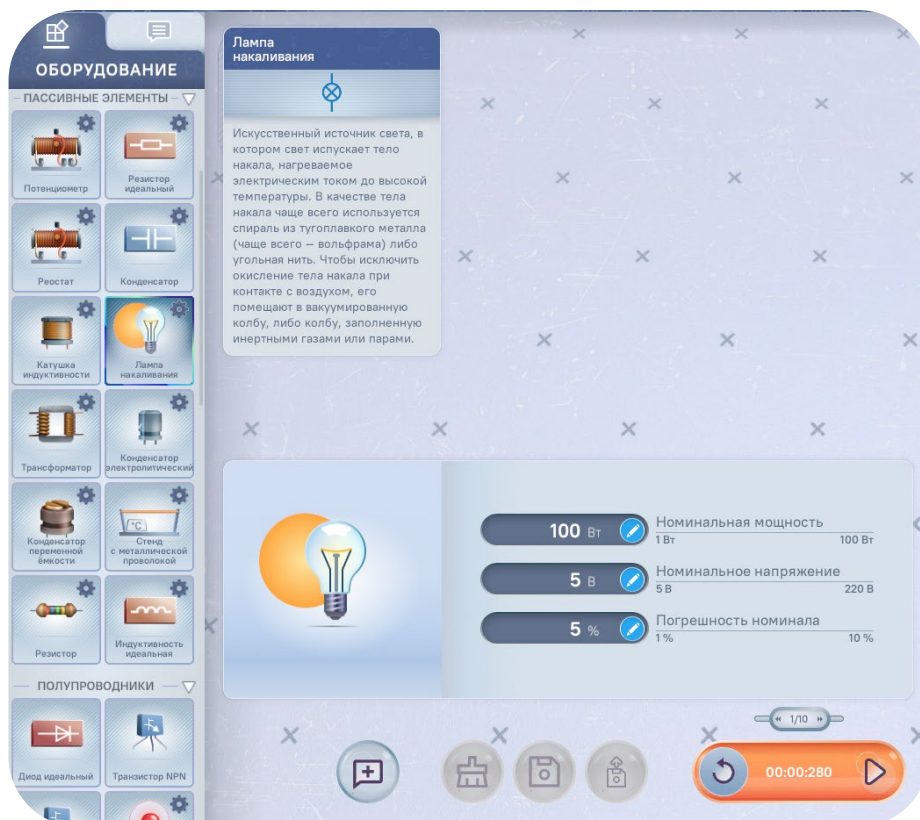 ОБОРУДОВАНИЕ
ПАССИВНЫЕ ЭЛЕМЕНТЫ
Потенциометр
Резистор
идеальный
Реостат
Конденсатор
Катушка
индуктивности
Лампа
накаливания
Трансформатор
Конденсатор
электролитический
Конденсатор
переменной
ёмкости
°C
Стенд
с металлической
проволокой
Резистор
Индуктивность
идеальная
ПОЛУПРОВОДНИКИ
Диод идеальный
Транзистор NPN
Лампа
накаливания
Искусственный источник света, в
котором свет испускает тело
накала, нагреваемое
электрическим током до высокой
температуры. В качестве тела
накала чаще всего используется
спираль из тугоплавкого металла
(чаще всего – вольфрама) либо
угольная нить. Чтобы исключить
окисление тела накала при
контакте с воздухом, его
помещают в вакуумированную
колбу, либо колбу, заполненную
инертными газами или парами.
100 Вт
Номинальная мощность
1 Вт 100 Вт
5 В
Номинальное напряжение
5 В 220 В
5 %
Погрешность номинала
1 % 10 %
1/10
00:00:280